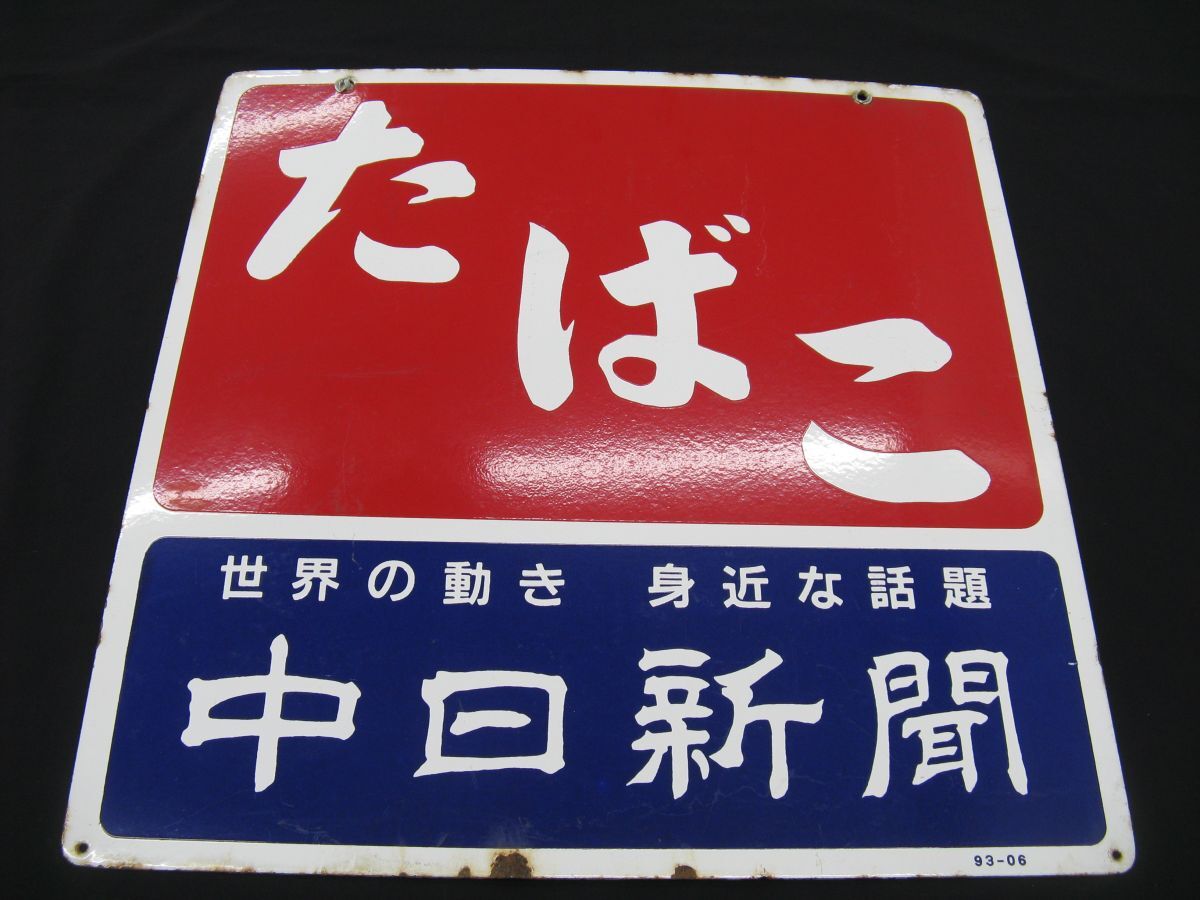 たばこ
世界の動き 身近な話題
中日新聞
93-06